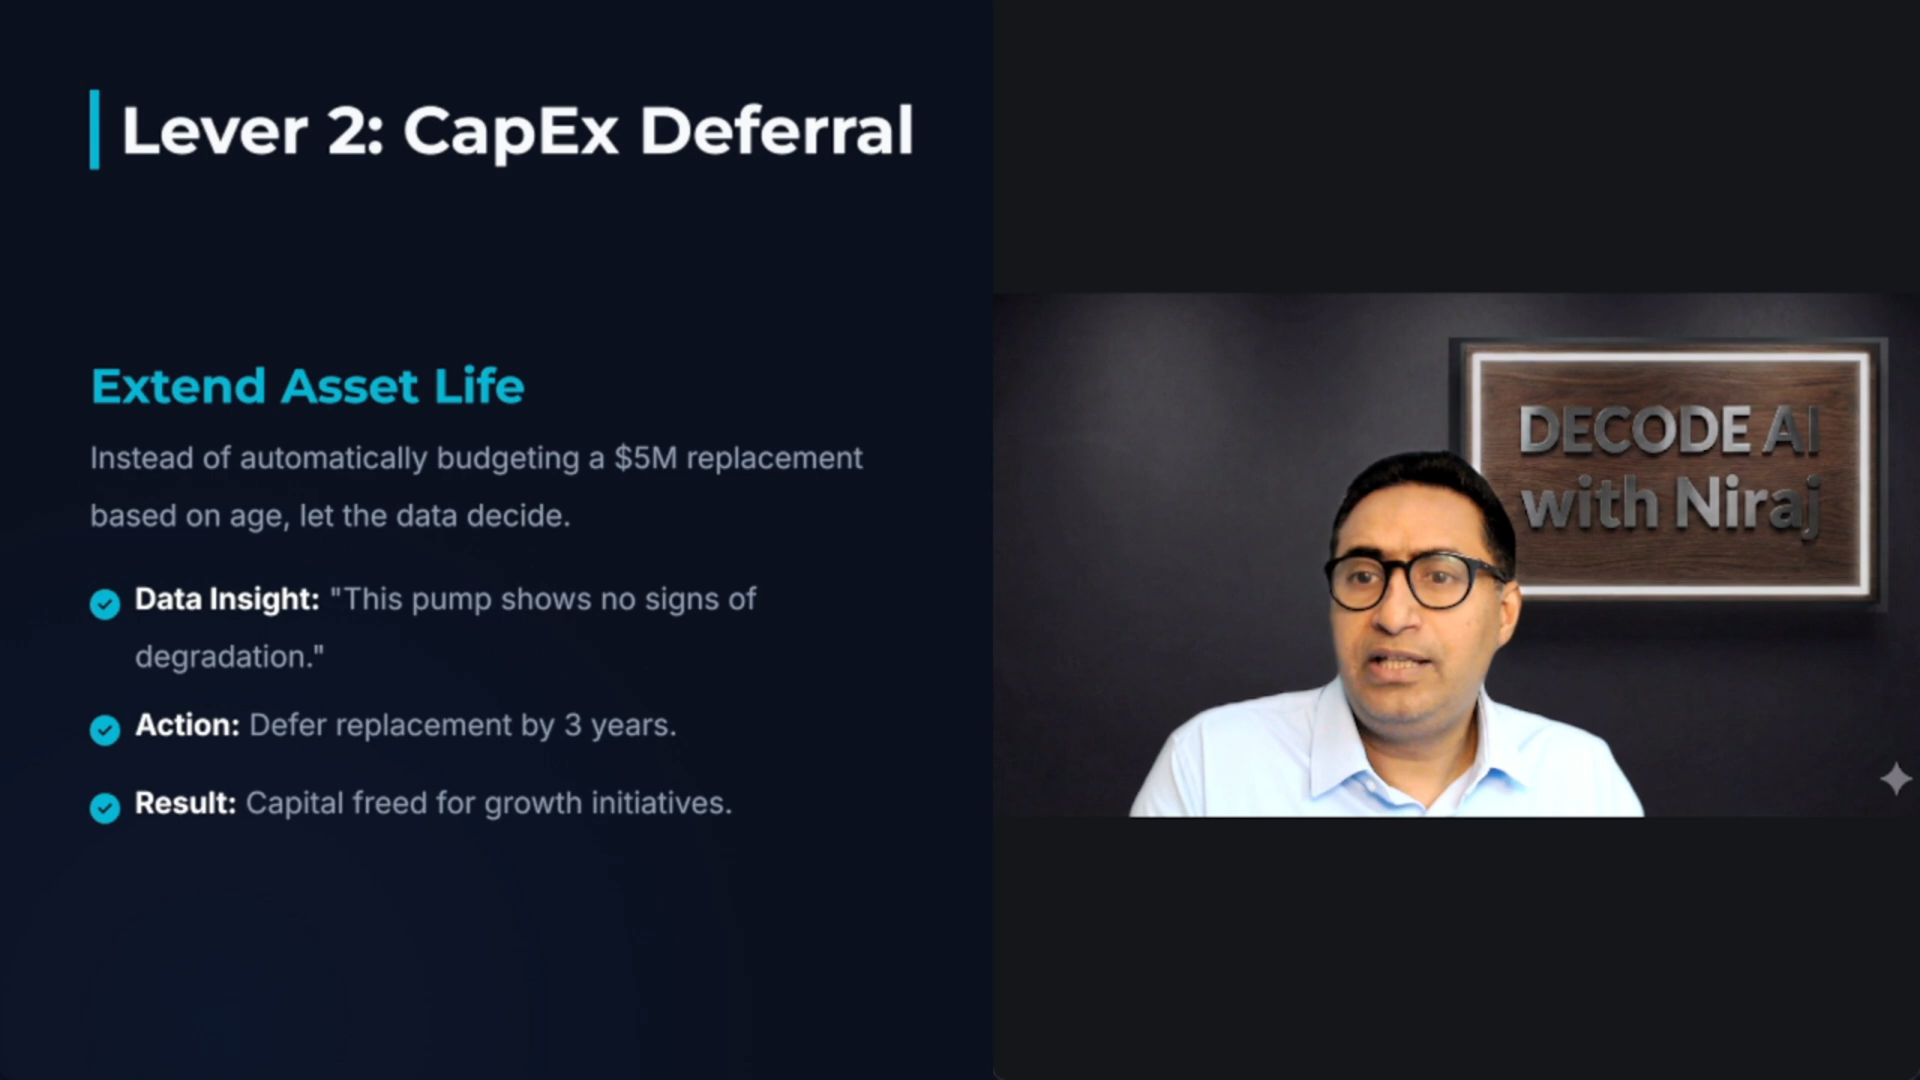 Lever 2: CapEx Deferral
Extend Asset Life
Instead of automatically budgeting a $5M replacement
based on age, let the data decide.
Data Insight: "This pump shows no signs of
degradation."
Action: Defer replacement by 3 years.
Result: Capital freed for growth initiatives.
DECODE AI
with Niraj